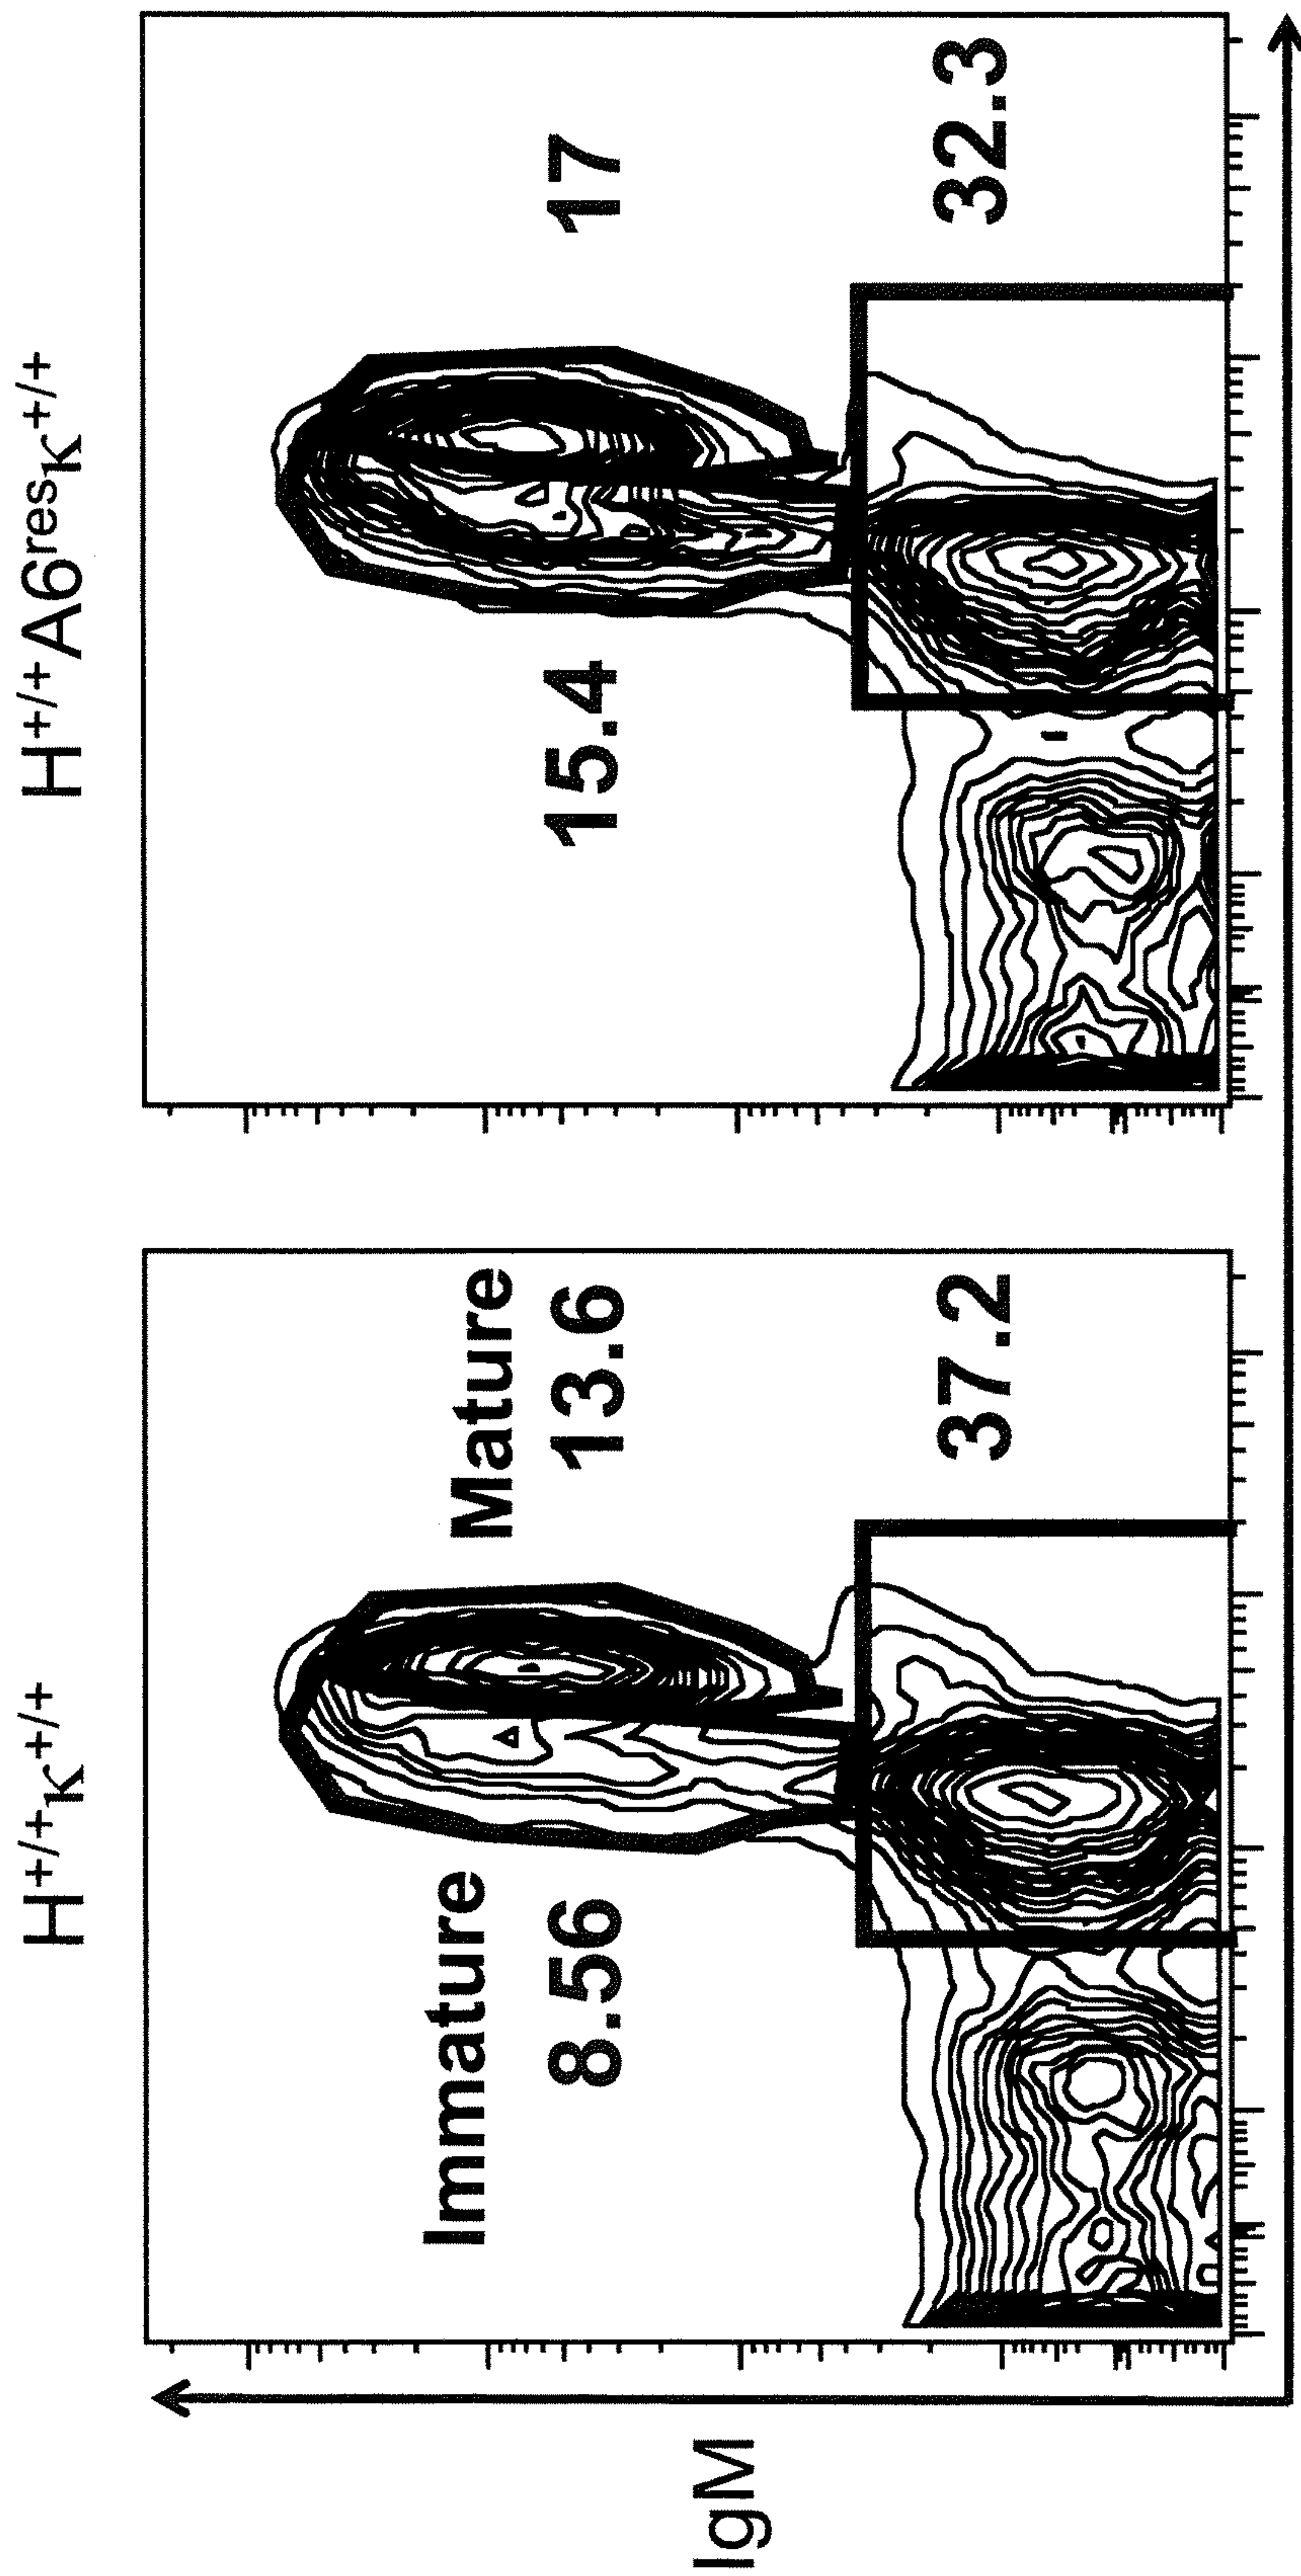 H+/+κ+/+
H+/+A6resκ+/+
Immature
8.56
Mature
13.6
37.2
15.4
17
32.3
IgM